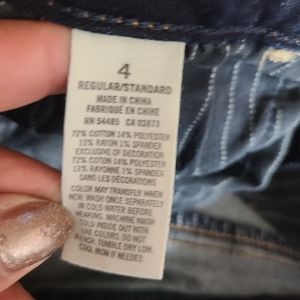 4
REGULAR/STANDARD
MADE IN CHINA
FABRIQUÉ EN CHINE
RN 54485 CA 03873
72% COTTON 14% POLYESTER
13% RAYON 1% SPANDEX
EXCLUSIVE OF DECORATION
72% COTTON 14% POLYESTER
13% RAYONNE 1% SPANDEX
SANS LES DÉCORATIONS
COLOR MAY TRANSFER WHEN
NEW. WASH ONCE SEPARATELY
IN COLD WATER BEFORE
WEARING. MACHINE WASH
COLD INSIDE OUT WITH
LIKE COLORS. DO NOT
BLEACH. TUMBLE DRY LOW.
COOL IRON IF NEEDED.